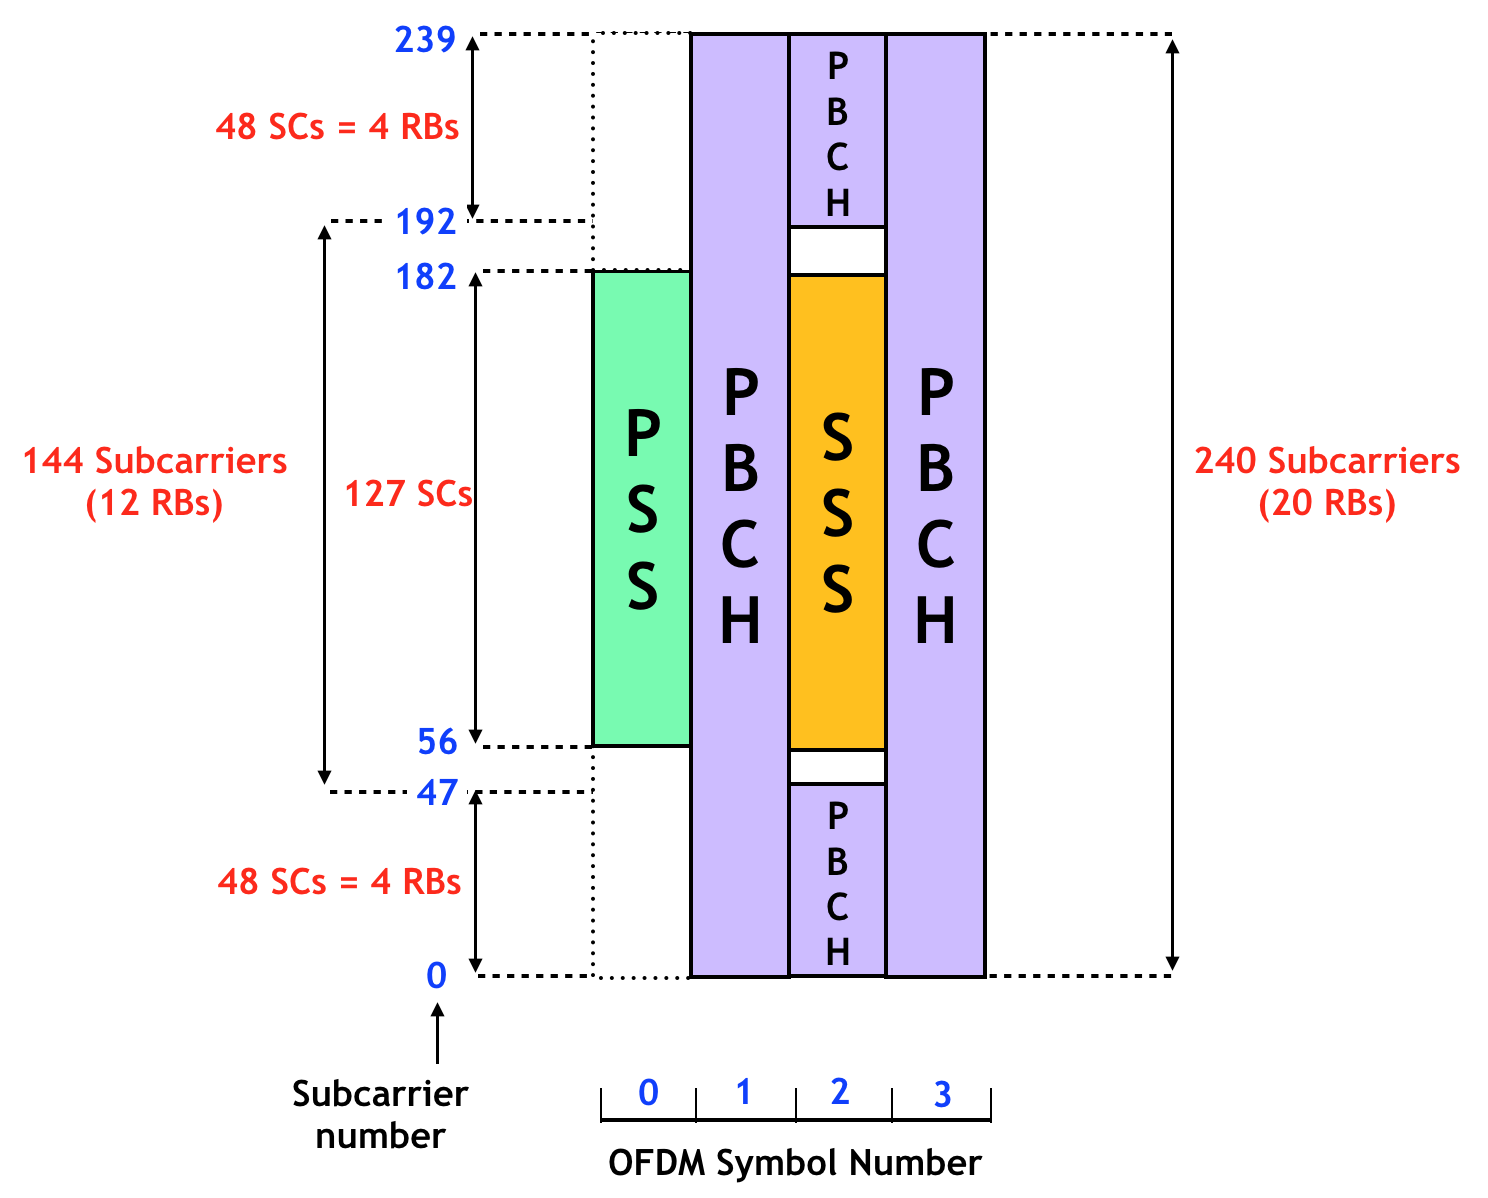 239
48 SCs = 4 RBs
192
182
144 Subcarriers
(12 RBs)
127 SCs
56
47
48 SCs = 4 RBs
0
Subcarrier
number
PSS
PBCH
PBCH
SSS
PBCH
PBCH
240 Subcarriers
(20 RBs)
0 1 2 3
OFDM Symbol Number